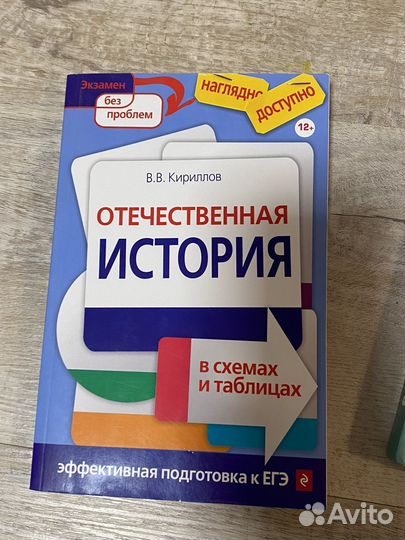 Экзамен
без
проблем
наглядно
доступно
12+
В.В. Кириллов
ОТЕЧЕСТВЕННАЯ
ИСТОРИЯ
в схемах
и таблицах
эффективная подготовка к ЕГЭ
Avito